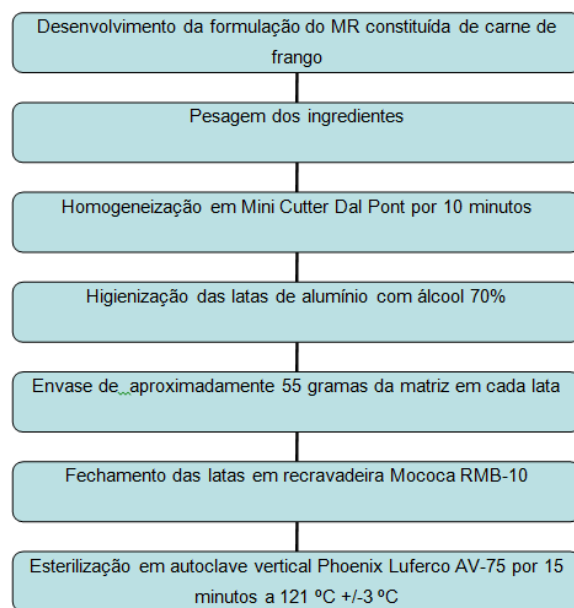 Desenvolvimento da formulação do MR constituída de carne de
frango
Pesagem dos ingredientes
Homogeneização em Mini Cutter Dal Pont por 10 minutos
Higienização das latas de alumínio com álcool 70%
Envase de aproximadamente 55 gramas da matriz em cada lata
Fechamento das latas em recravadeira Mococa RMB-10
Esterilização em autoclave vertical Phoenix Luferco AV-75 por 15
minutos a 121 ºC +/-3 ºC